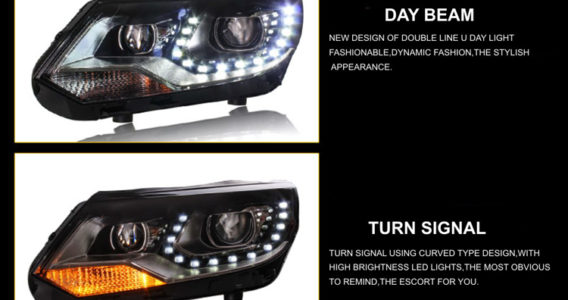 DAY BEAM
NEW DESIGN OF DOUBLE LINE U DAY LIGHT
FASHIONABLE,DYNAMIC FASHION,THE STYLISH
APPEARANCE.
TURN SIGNAL
TURN SIGNAL USING CURVED TYPE DESIGN,WITH
HIGH BRIGHTNESS LED LIGHTS,THE MOST OBVIOUS
TO REMIND,THE ESCORT FOR YOU.